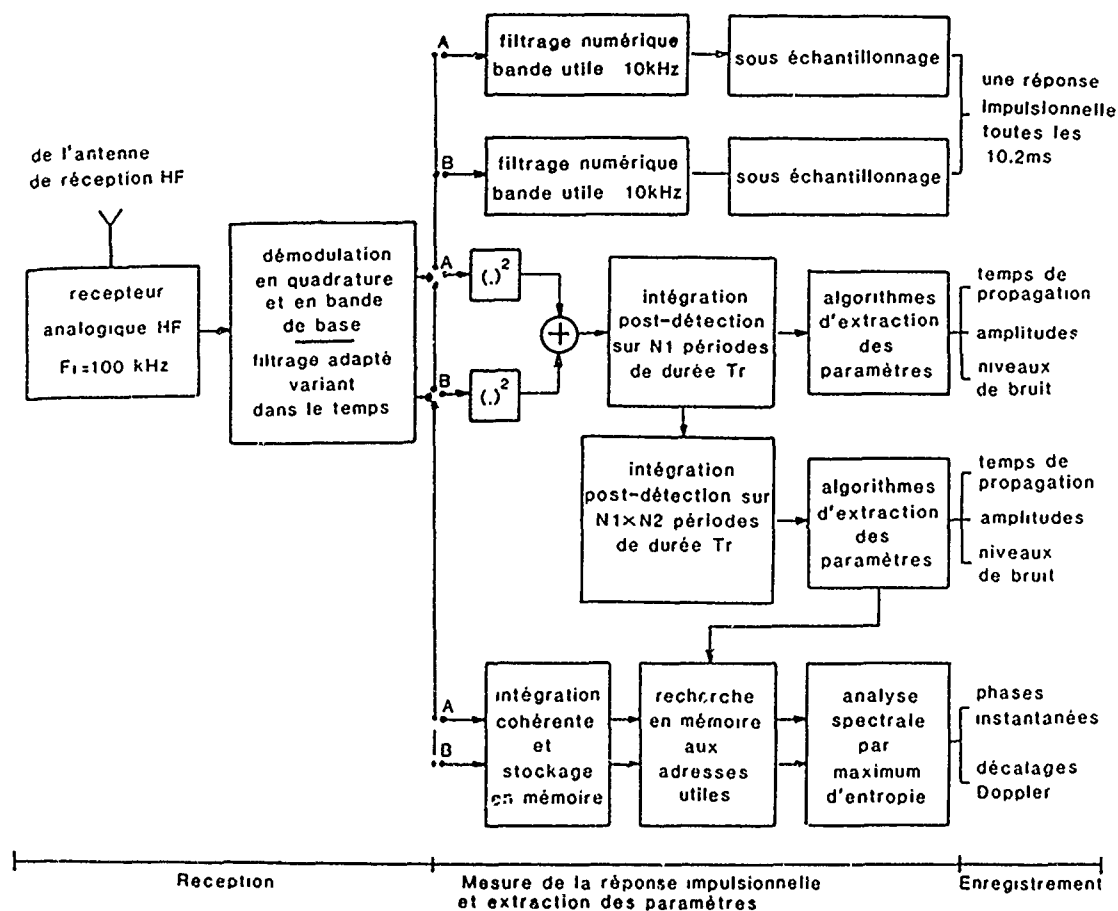 A
filtrage numérique
bande utile 10kHz
sous échantillonnage
une réponse
impulsionnelle
toutes les
10.2ms
B
filtrage numérique
bande utile 10kHz
sous échantillonnage
de l'antenne
de réception HF
recepteur
analogique HF
Fı=100 kHz
démodulation
en quadrature
et en bande
de base
filtrage adapté
variant
dans le temps
A
(.)²
B
(.)²
+
intégration
post-détection
sur N1 périodes
de durée Tr
algorithmes
d'extraction
des
paramètres
temps de
propagation
amplitudes
niveaux
de bruit
intégration
post-détection sur
N1×N2 périodes
de durée Tr
algorithmes
d'extraction
des
paramètres
temps de
propagation
amplitudes
niveaux
de bruit
A
B
intégration
cohérente
et
stockage
en mémoire
recherche
en mémoire
aux
adresses
utiles
analyse
spectrale
par
maximum
d'entropie
phases
instantanées
décalages
Doppler
Reception
Mesure de la réponse impulsionnelle
et extraction des paramètres
Enregistrement